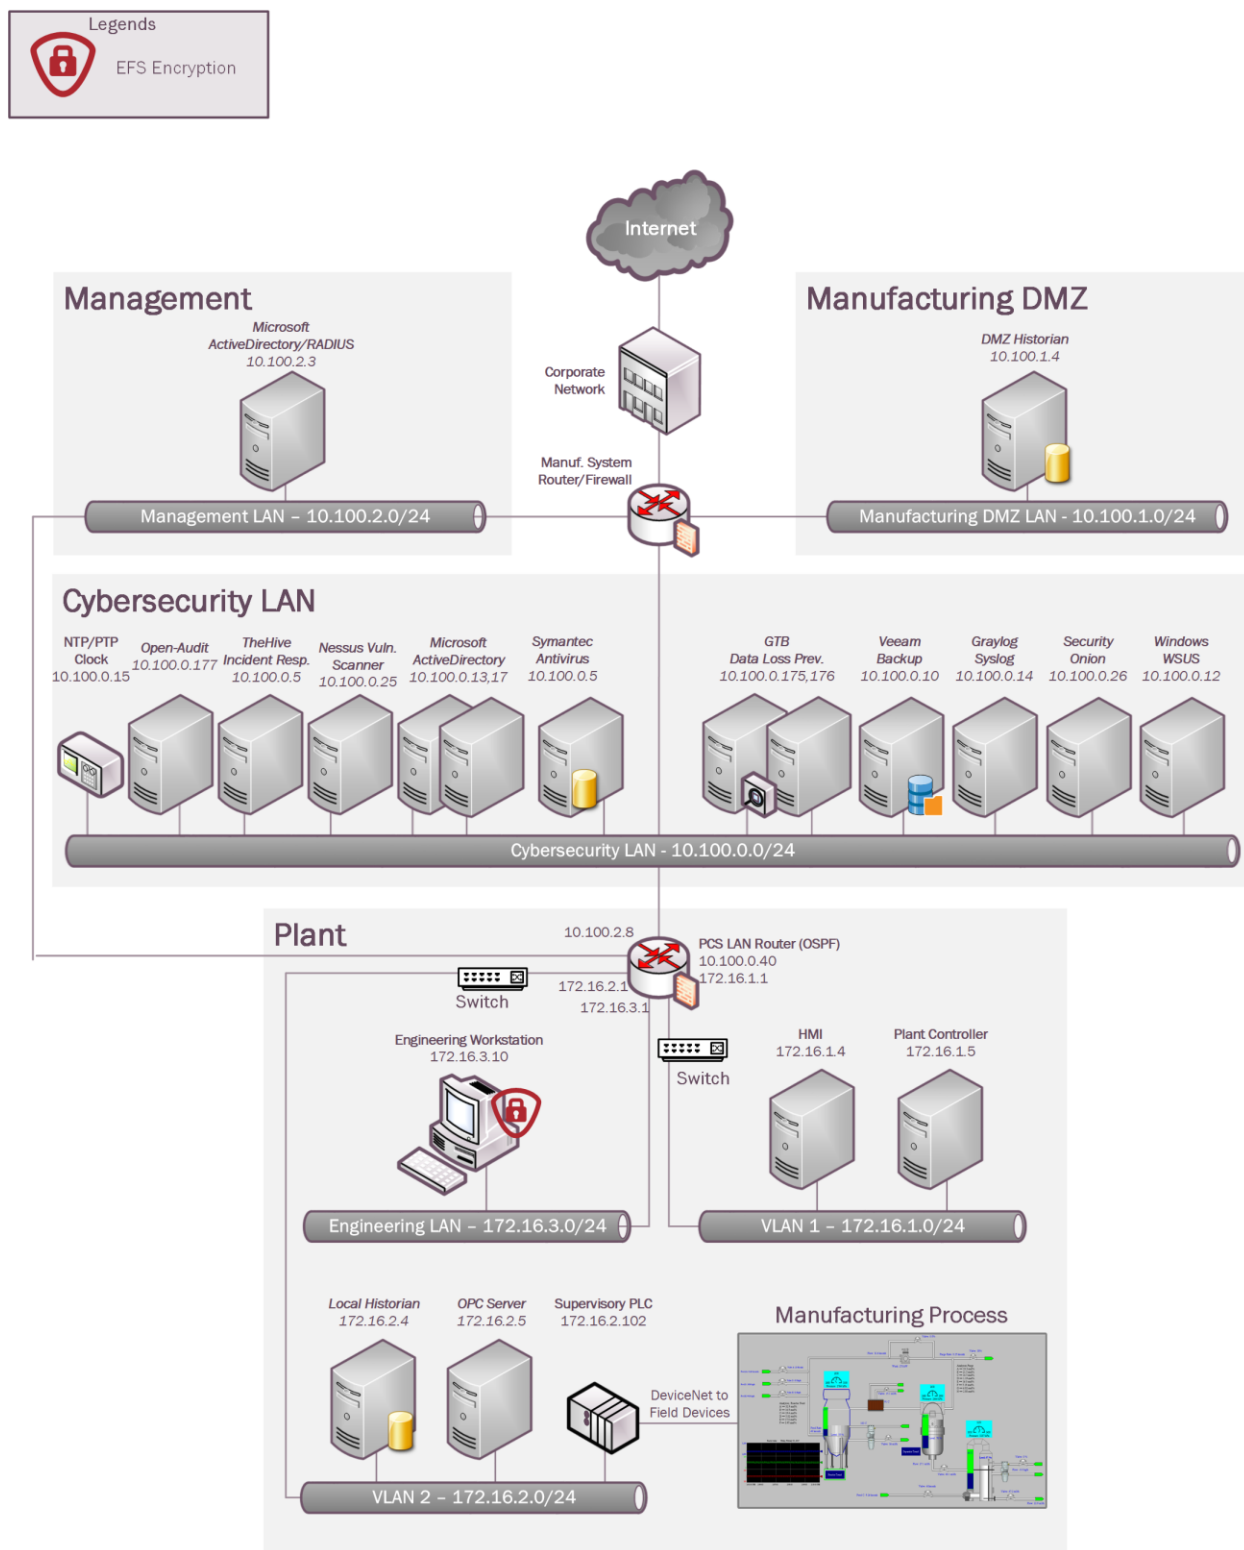 Legends
EFS Encryption
Internet
Management
Microsoft
ActiveDirectory/RADIUS
10.100.2.3
Manufacturing DMZ
DMZ Historian
10.100.1.4
Corporate
Network
Manuf. System
Router/Firewall
Management LAN – 10.100.2.0/24
Manufacturing DMZ LAN - 10.100.1.0/24
Cybersecurity LAN
NTP/PTP
Clock
10.100.0.15
Open-Audit
10.100.0.177
TheHive
Incident Resp.
10.100.0.5
Nessus Vuln.
Scanner
10.100.0.25
Microsoft
ActiveDirectory
10.100.0.13,17
Symantec
Antivirus
10.100.0.5
GTB
Data Loss Prev.
10.100.0.175,176
Veeam
Backup
10.100.0.10
Graylog
Syslog
10.100.0.14
Security
Onion
10.100.0.26
Windows
WSUS
10.100.0.12
Cybersecurity LAN - 10.100.0.0/24
Plant
10.100.2.8
PCS LAN Router (OSPF)
10.100.0.40
172.16.1.1
172.16.2.1
172.16.3.1
Switch
Switch
Engineering Workstation
172.16.3.10
HMI
172.16.1.4
Plant Controller
172.16.1.5
Engineering LAN – 172.16.3.0/24
VLAN 1 – 172.16.1.0/24
Local Historian
172.16.2.4
OPC Server
172.16.2.5
Supervisory PLC
172.16.2.102
Manufacturing Process
DeviceNet to
Field Devices
VLAN 2 – 172.16.2.0/24